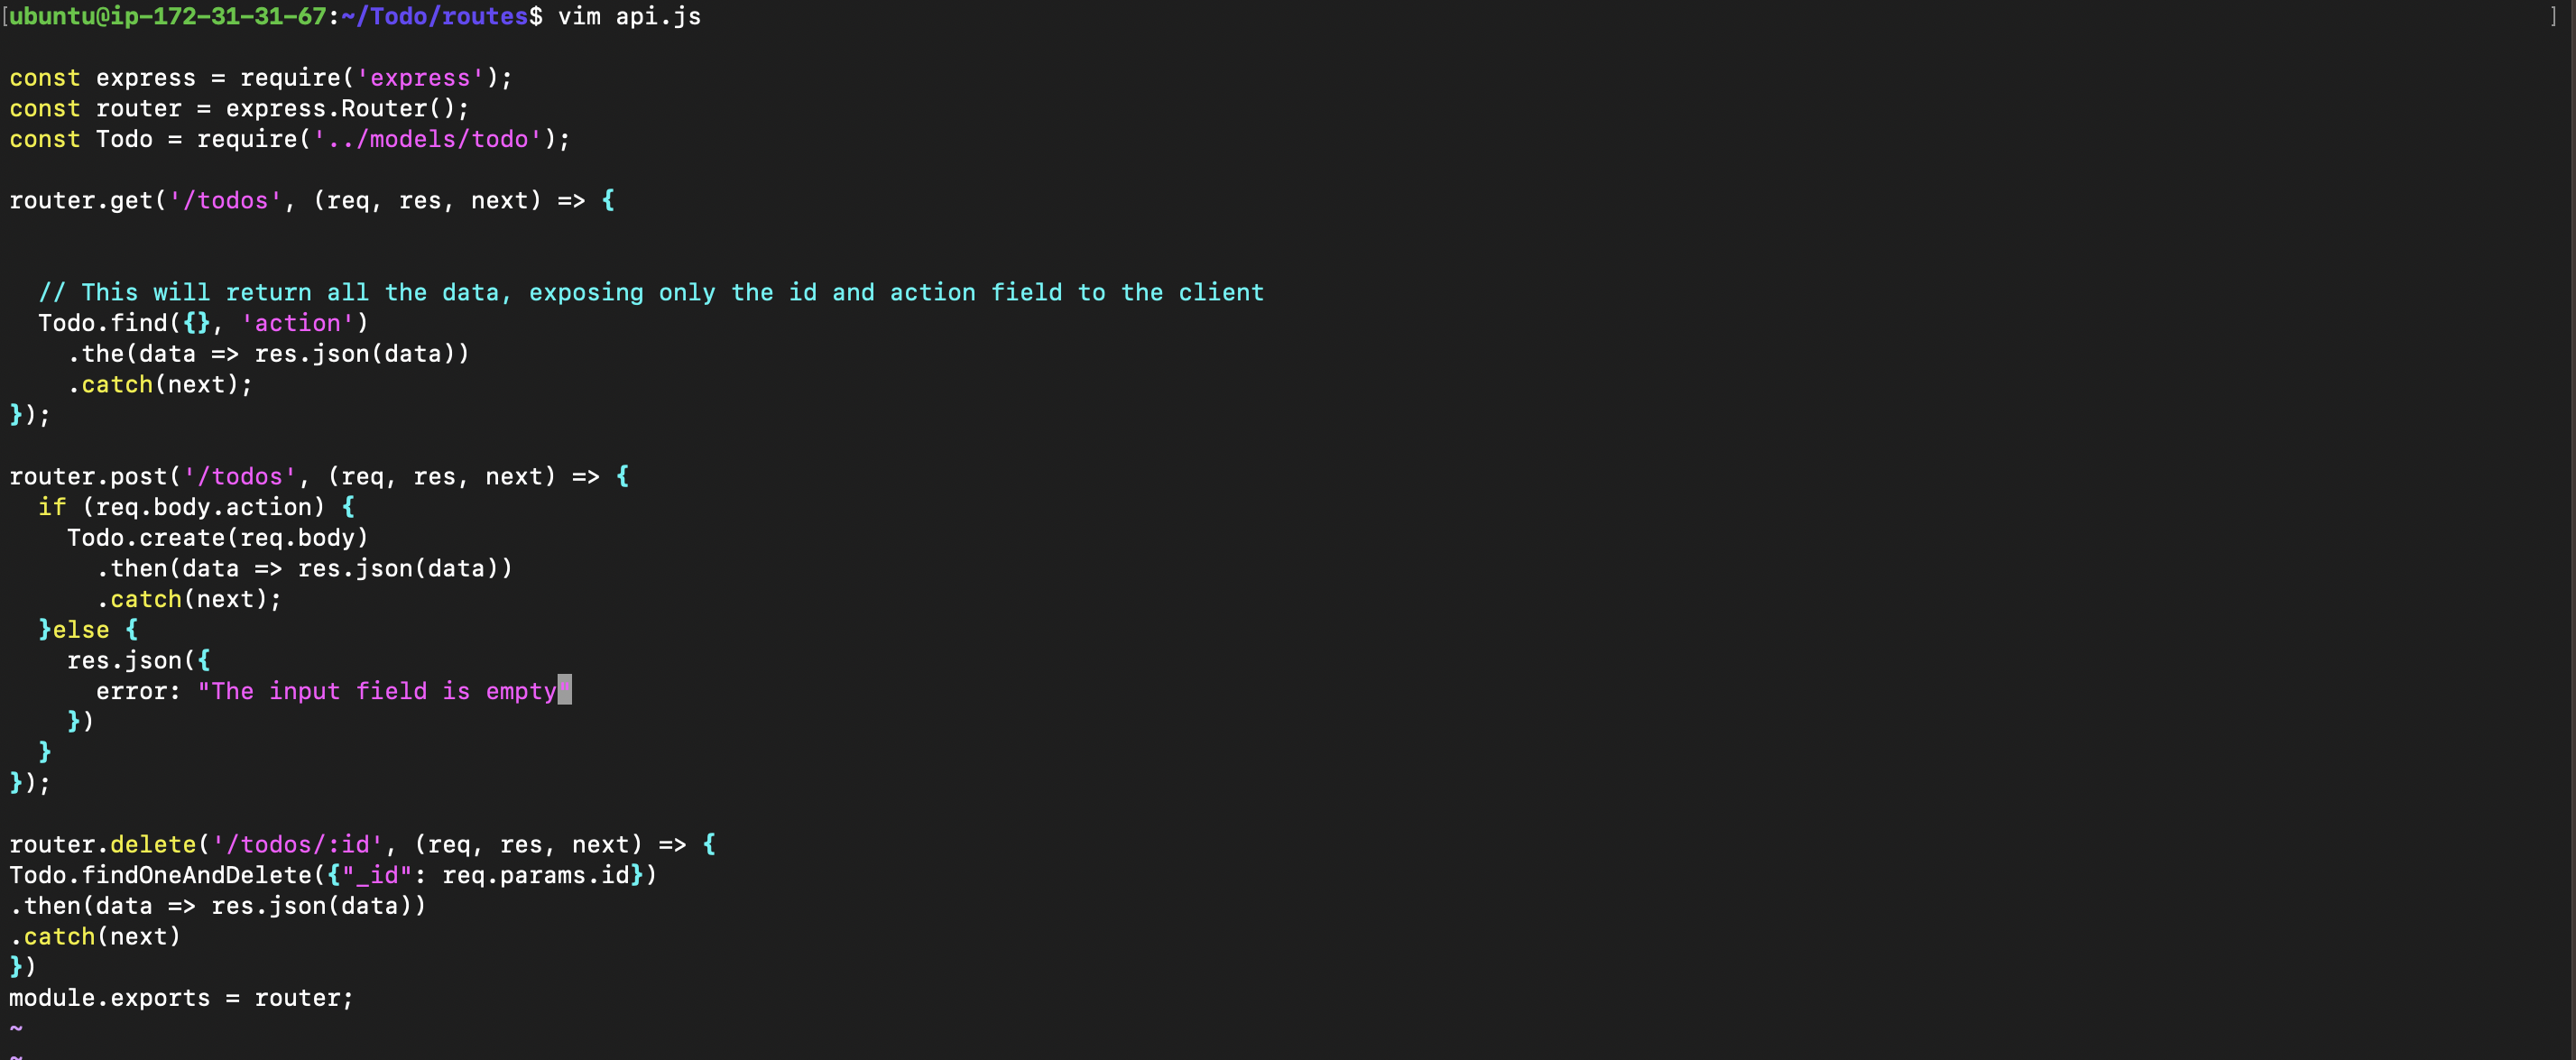 [ubuntu@ip-172-31-31-67:~/Todo/routes$ vim api.js ]
const express = require('express');
const router = express.Router();
const Todo = require('../models/todo');
router.get('/todos', (req, res, next) => {
  // This will return all the data, exposing only the id and action field to the client
  Todo.find({}, 'action')
    .the(data => res.json(data))
    .catch(next);
});
router.post('/todos', (req, res, next) => {
  if (req.body.action) {
    Todo.create(req.body)
      .then(data => res.json(data))
      .catch(next);
  }else {
    res.json({
      error: "The input field is empty"
    })
  }
});
router.delete('/todos/:id', (req, res, next) => {
Todo.findOneAndDelete({"_id": req.params.id})
.then(data => res.json(data))
.catch(next)
})
module.exports = router;
~
~